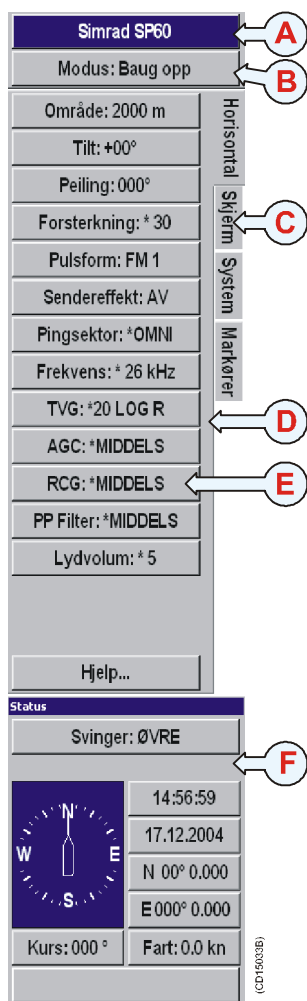 Simrad SP60
A
Modus: Baug opp
B
Område: 2000 m
Tilt: +00°
Peiling: 000°
Forsterkning: * 30
Pulsform: FM 1
Sendereffekt: AV
Pingsektor: *OMNI
Frekvens: * 26 kHz
TVG: *20 LOG R
AGC: *MIDDELS
RCG: *MIDDELS
PP Filter: *MIDDELS
Lydvolum: * 5
Hjelp...
Horisontal
Skjerm
System
Markører
C
D
E
Status
Svinger: ØVRE
F
N
W
E
S
14:56:59
17.12.2004
N 00° 0.000
E 000° 0.000
Kurs: 000 °
Fart: 0.0 kn
(CD15033B)